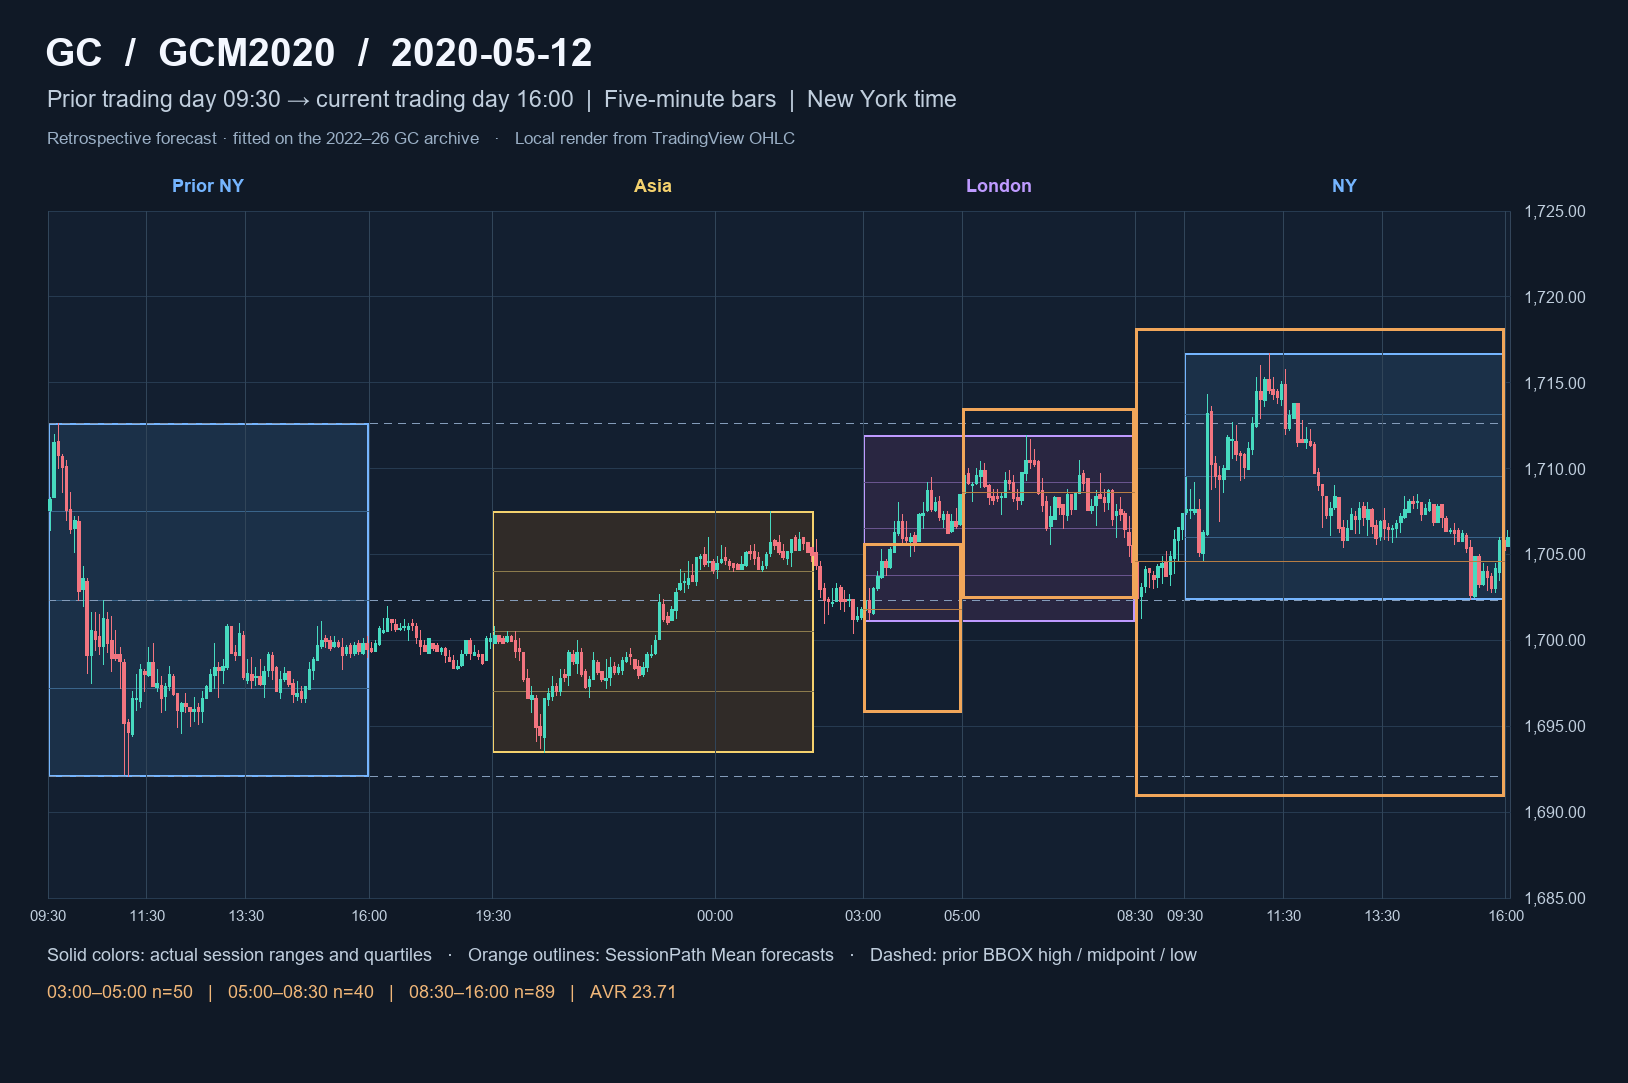 GC / GCM2020 / 2020-05-12
Prior trading day 09:30 → current trading day 16:00 | Five-minute bars | New York time
Retrospective forecast · fitted on the 2022–26 GC archive · Local render from TradingView OHLC
Prior NY Asia London NY
1,725.00
1,720.00
1,715.00
1,710.00
1,705.00
1,700.00
1,695.00
1,690.00
1,685.00
09:30 11:30 13:30 16:00 19:30 00:00 03:00 05:00 08:30 09:30 11:30 13:30 16:00
Solid colors: actual session ranges and quartiles · Orange outlines: SessionPath Mean forecasts · Dashed: prior BBOX high / midpoint / low
03:00–05:00 n=50 | 05:00–08:30 n=40 | 08:30–16:00 n=89 | AVR 23.71